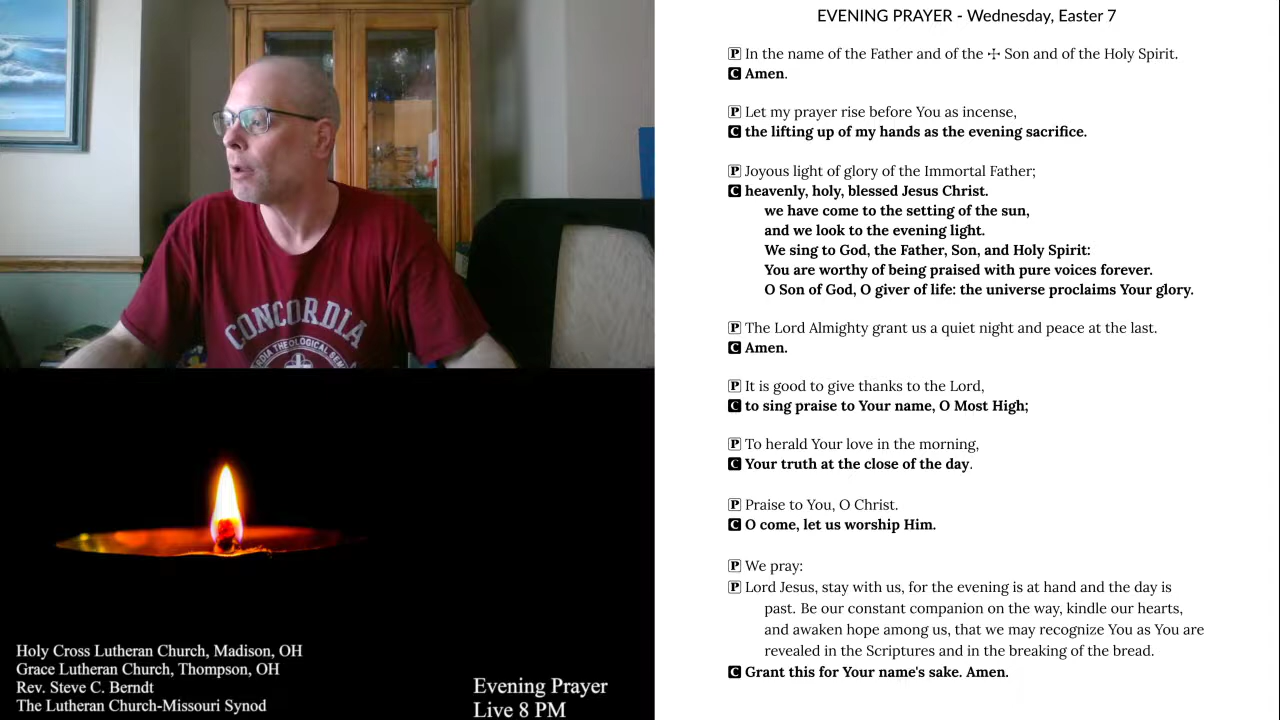 CONCORDIA
THEOLOGICAL
Holy Cross Lutheran Church, Madison, OH
Grace Lutheran Church, Thompson, OH
Rev. Steve C. Berndt
The Lutheran Church-Missouri Synod
Evening Prayer
Live 8 PM
EVENING PRAYER - Wednesday, Easter 7
P In the name of the Father and of the ☩ Son and of the Holy Spirit.
C Amen.
P Let my prayer rise before You as incense,
C the lifting up of my hands as the evening sacrifice.
P Joyous light of glory of the Immortal Father;
C heavenly, holy, blessed Jesus Christ.
we have come to the setting of the sun,
and we look to the evening light.
We sing to God, the Father, Son, and Holy Spirit:
You are worthy of being praised with pure voices forever.
O Son of God, O giver of life: the universe proclaims Your glory.
P The Lord Almighty grant us a quiet night and peace at the last.
C Amen.
P It is good to give thanks to the Lord,
C to sing praise to Your name, O Most High;
P To herald Your love in the morning,
C Your truth at the close of the day.
P Praise to You, O Christ.
C O come, let us worship Him.
P We pray:
P Lord Jesus, stay with us, for the evening is at hand and the day is
past. Be our constant companion on the way, kindle our hearts,
and awaken hope among us, that we may recognize You as You are
revealed in the Scriptures and in the breaking of the bread.
C Grant this for Your name's sake. Amen.